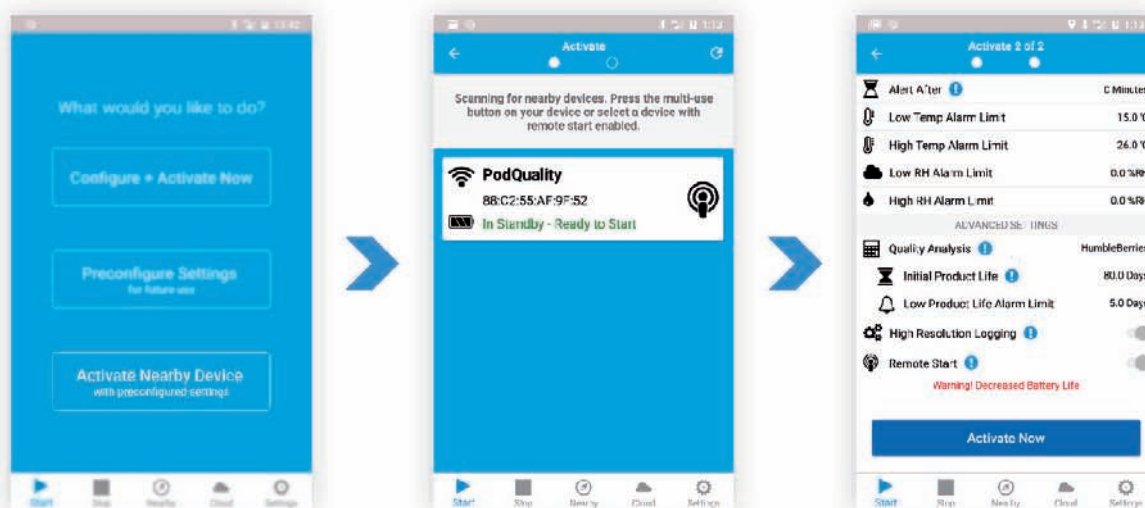 What would you like to do?
Configure + Activate Now
Preconfigure Settings
for future use
Activate Nearby Device
with preconfigured settings
Start
Stop
Nearby
Cloud
Settings
1:13
Activate
Scanning for nearby devices. Press the multi-use
button on your device or select a device with
remote start enabled.
PodQuality
88:C2:55:AF:9F:52
In Standby - Ready to Start
Start
Stop
Nearby
Cloud
Settings
Activate 2 of 2
Alert After
0 Minutes
Low Temp Alarm Limit
15.0
High Temp Alarm Limit
26.0
Low RH Alarm Limit
0.0 %RH
High RH Alarm Limit
0.0 %RH
ADVANCED SETTINGS
Quality Analysis
HumbleBerries
Initial Product Life
80.0 Days
Low Product Life Alarm Limit
5.0 Days
High Resolution Logging
Remote Start
Warning! Decreased Battery Life
Activate Now
Start
Stop
Nearby
Cloud
Settings